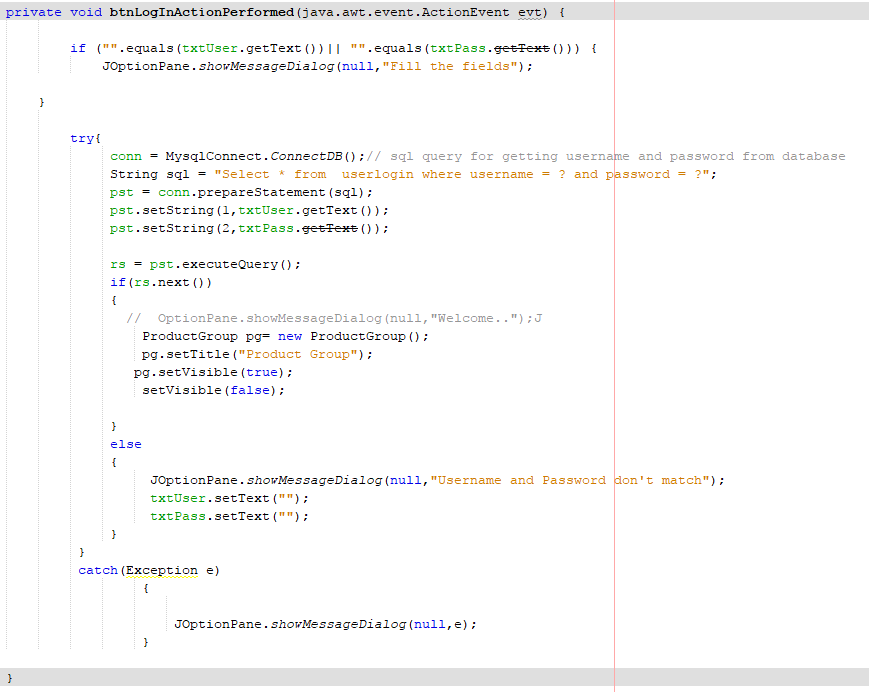 private void btnLogInActionPerformed(java.awt.event.ActionEvent evt) {
if ("".equals(txtUser.getText())|| "".equals(txtPass.getText())) {
JOptionPane.showMessageDialog(null,"Fill the fields");
}
try{
conn = MysqlConnect.ConnectDB();// sql query for getting username and password from database
String sql = "Select * from  userlogin where username = ? and password = ?";
pst = conn.prepareStatement(sql);
pst.setString(1,txtUser.getText());
pst.setString(2,txtPass.getText());
rs = pst.executeQuery();
if(rs.next())
{
//  OptionPane.showMessageDialog(null,"Welcome..");J
ProductGroup pg= new ProductGroup();
pg.setTitle("Product Group");
pg.setVisible(true);
setVisible(false);
}
else
{
JOptionPane.showMessageDialog(null,"Username and Password don't match");
txtUser.setText("");
txtPass.setText("");
}
}
catch(Exception e)
{
JOptionPane.showMessageDialog(null,e);
}
}